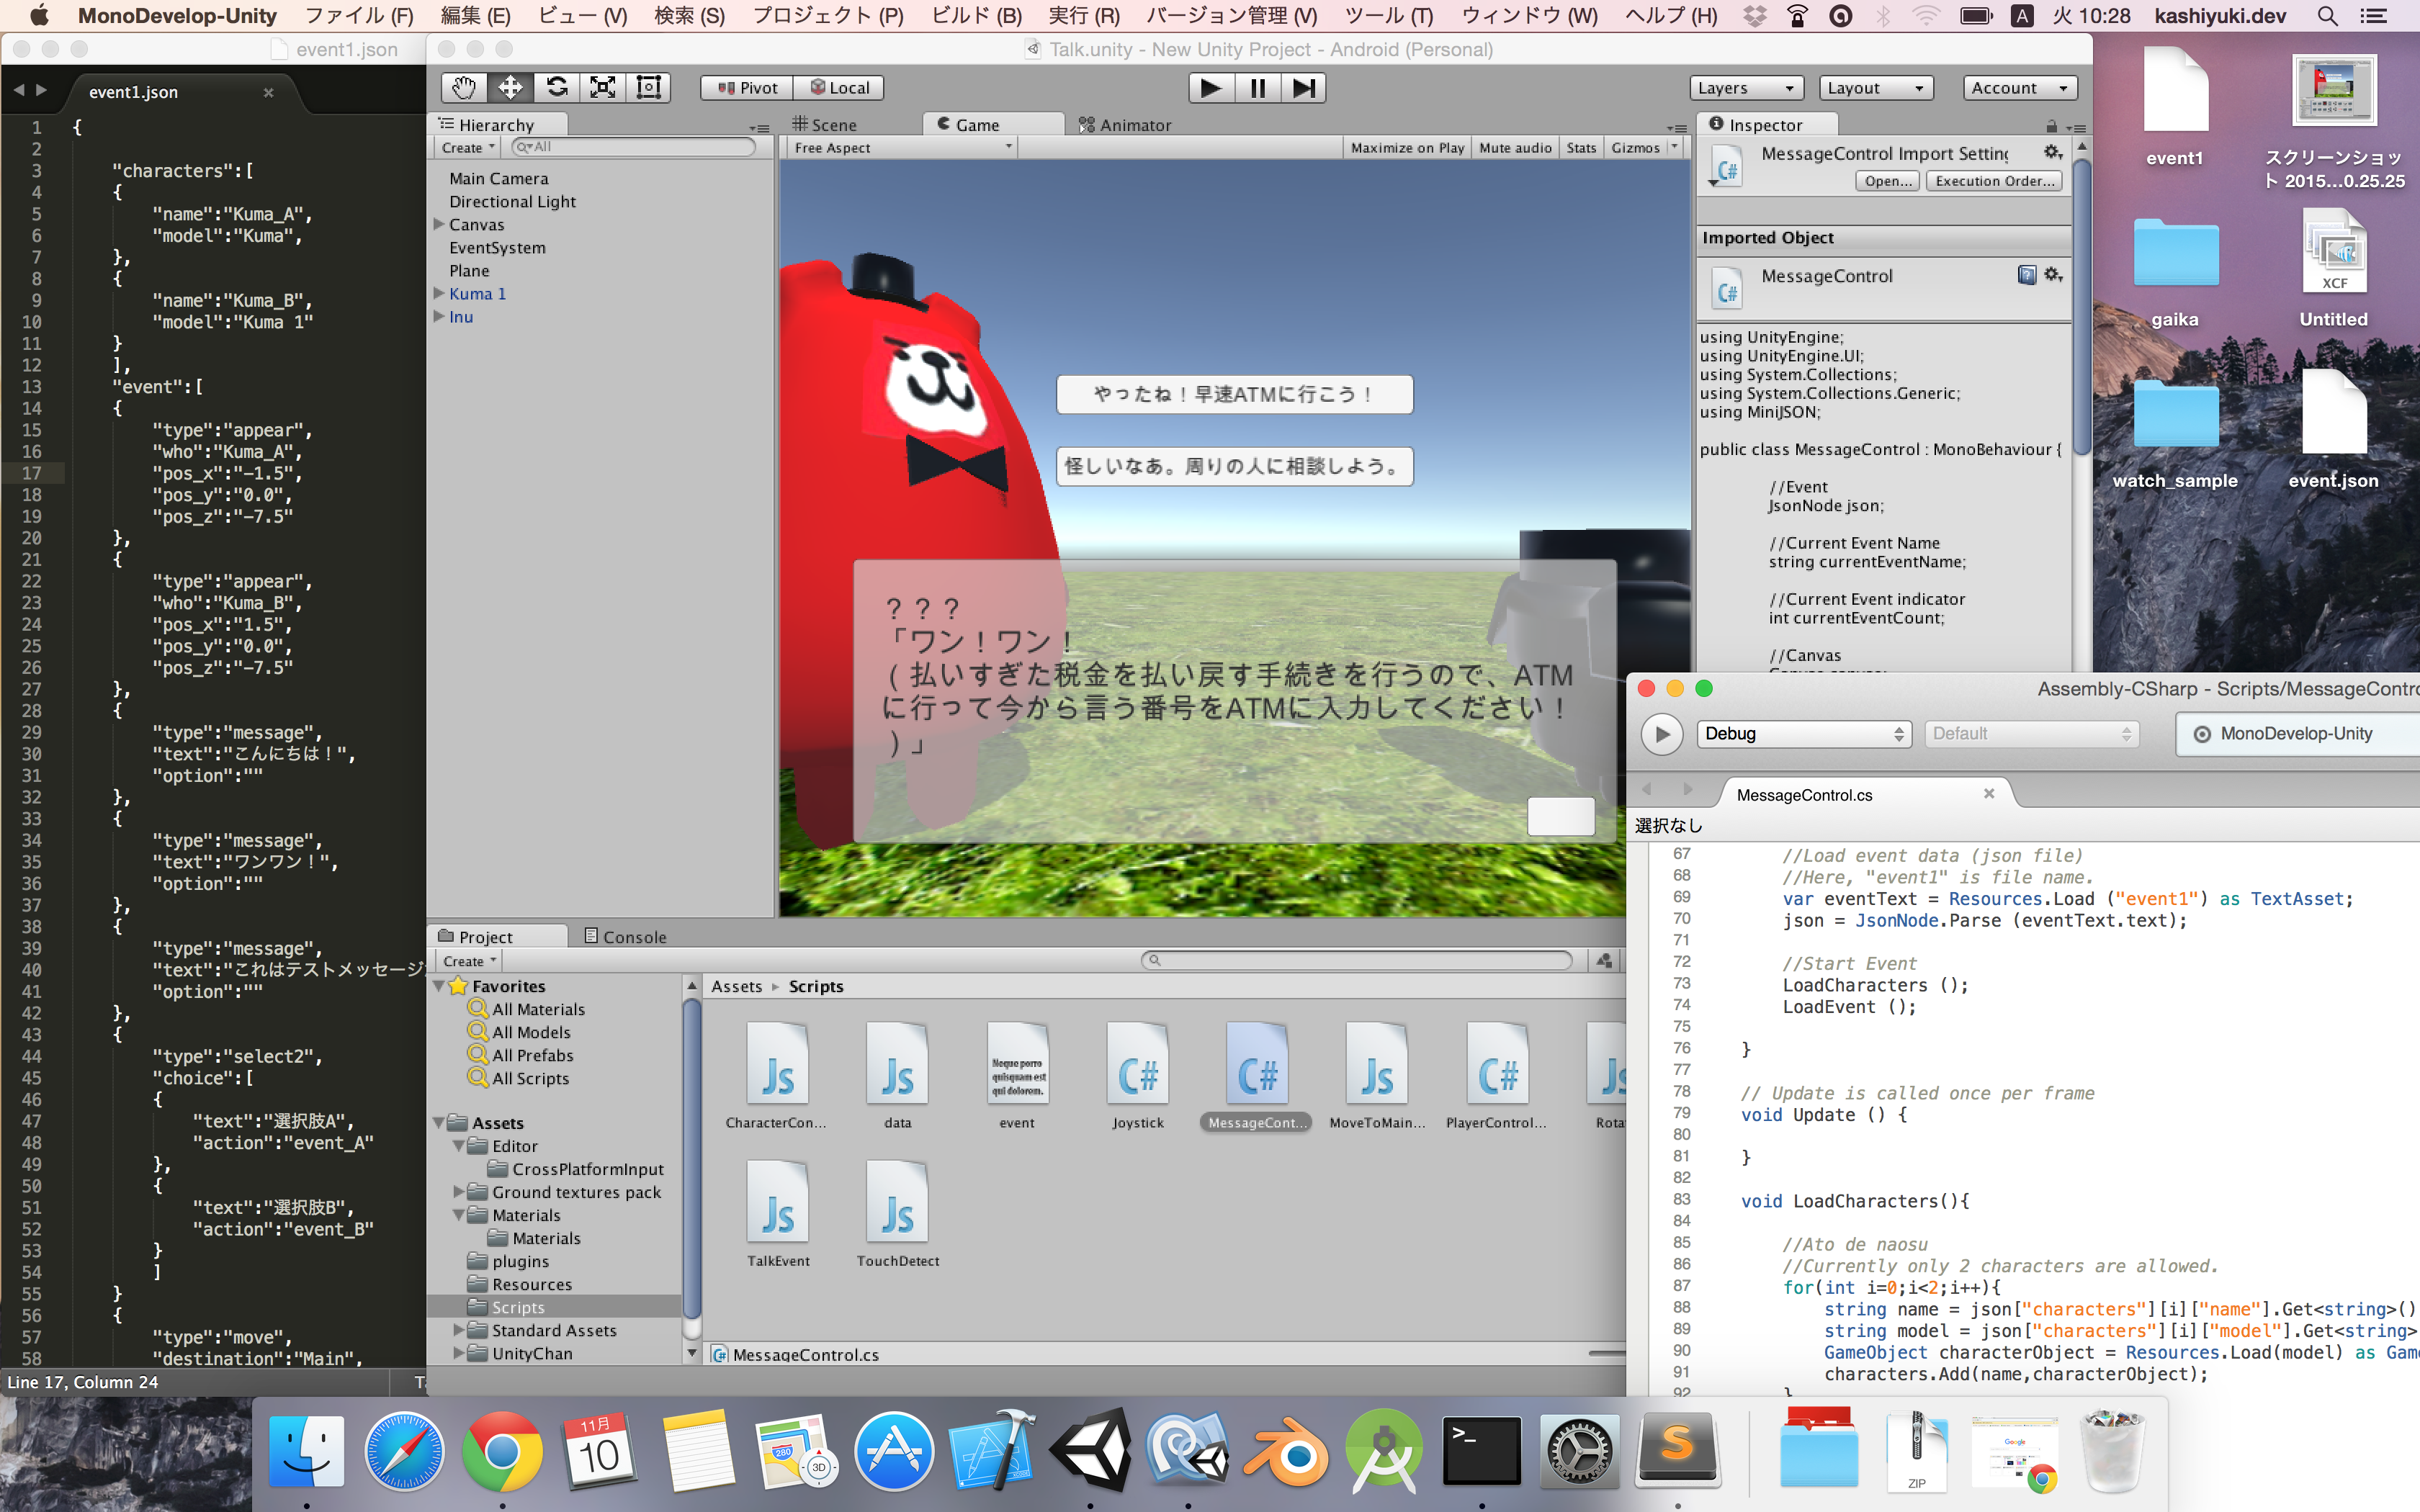 MonoDevelop-Unity ファイル (F) 編集 (E) ビュー (V) 検索 (S) プロジェクト (P) ビルド (B) 実行 (R) バージョン管理 (V) ツール (T) ウィンドウ (W) ヘルプ (H) A 火 10:28 kashiyuki.dev
event1.json
event1.json
1 {
2
3 "characters":[
4 {
5 "name":"Kuma_A",
6 "model":"Kuma",
7 },
8 {
9 "name":"Kuma_B",
10 "model":"Kuma 1"
11 }
12 ],
13 "event":[
14 {
15 "type":"appear",
16 "who":"Kuma_A",
17 "pos_x":"-1.5",
18 "pos_y":"0.0",
19 "pos_z":"-7.5"
20 },
21 {
22 "type":"appear",
23 "who":"Kuma_B",
24 "pos_x":"1.5",
25 "pos_y":"0.0",
26 "pos_z":"-7.5"
27 },
28 {
29 "type":"message",
30 "text":"こんにちは！",
31 "option":""
32 },
33 {
34 "type":"message",
35 "text":"ワンワン！",
36 "option":""
37 },
38 {
39 "type":"message",
40 "text":"これはテストメッセージ
41 "option":""
42 },
43 {
44 "type":"select2",
45 "choice":[
46 {
47 "text":"選択肢A",
48 "action":"event_A"
49 },
50 {
51 "text":"選択肢B",
52 "action":"event_B"
53 }
54 ]
55 }
56 {
57 "type":"move",
58 "destination":"Main",
Line 17, Column 24
Talk.unity - New Unity Project - Android (Personal)
Pivot Local Layers Layout Account
Hierarchy
Create All
Main Camera
Directional Light
Canvas
EventSystem
Plane
Kuma 1
Inu
Scene Game Animator
Free Aspect Maximize on Play Mute audio Stats Gizmos
やったね！早速ATMに行こう！
怪しいなあ。周りの人に相談しよう。
？？？
「ワン！ワン！
（払いすぎた税金を払い戻す手続きを行うので、ATM
に行って今から言う番号をATMに入力してください！
）」
Inspector
MessageControl Import Setting
Open... Execution Order...
Imported Object
MessageControl
using UnityEngine;
using UnityEngine.UI;
using System.Collections;
using System.Collections.Generic;
using MiniJSON;
public class MessageControl : MonoBehaviour {
//Event
JsonNode json;
//Current Event Name
string currentEventName;
//Current Event indicator
int currentEventCount;
//Canvas
Project Console
Create
Favorites
All Materials
All Models
All Prefabs
All Scripts
Assets
Editor
CrossPlatformInput
Ground textures pack
Materials
Materials
plugins
Resources
Scripts
Standard Assets
UnityChan
Assets Scripts
Js Js Neque porro quisquam est qui dolorem. C# C# Js C# Js
CharacterCon... data event Joystick MessageCont... MoveToMain... PlayerControl... Rota
Js Js
TalkEvent TouchDetect
MessageControl.cs
Assembly-CSharp - Scripts/MessageContro
Debug Default MonoDevelop-Unity
MessageControl.cs
選択なし
67 //Load event data (json file)
68 //Here, "event1" is file name.
69 var eventText = Resources.Load ("event1") as TextAsset;
70 json = JsonNode.Parse (eventText.text);
71
72 //Start Event
73 LoadCharacters ();
74 LoadEvent ();
75
76 }
77
78 // Update is called once per frame
79 void Update () {
80
81 }
82
83 void LoadCharacters(){
84
85 //Ato de naosu
86 //Currently only 2 characters are allowed.
87 for(int i=0;i<2;i++){
88 string name = json["characters"][i]["name"].Get<string>()
89 string model = json["characters"][i]["model"].Get<string>
90 GameObject characterObject = Resources.Load(model) as Gam
91 characters.Add(name,characterObject);
92 }
event1
スクリーンショッ
ト 2015...0.25.25
gaika
XCF
Untitled
watch_sample
event.json
11月
10
280
3D
>_
S
ZIP
Google